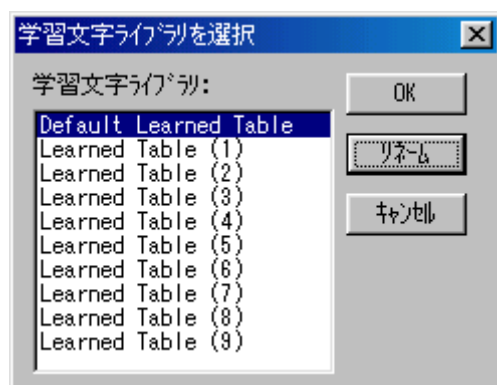 学習文字ﾗｲﾌﾞﾗﾘを選択
学習文字ﾗｲﾌﾞﾗﾘ:
Default Learned Table
Learned Table (1)
Learned Table (2)
Learned Table (3)
Learned Table (4)
Learned Table (5)
Learned Table (6)
Learned Table (7)
Learned Table (8)
Learned Table (9)
OK
ﾘﾈｰﾑ
ｷｬﾝｾﾙ